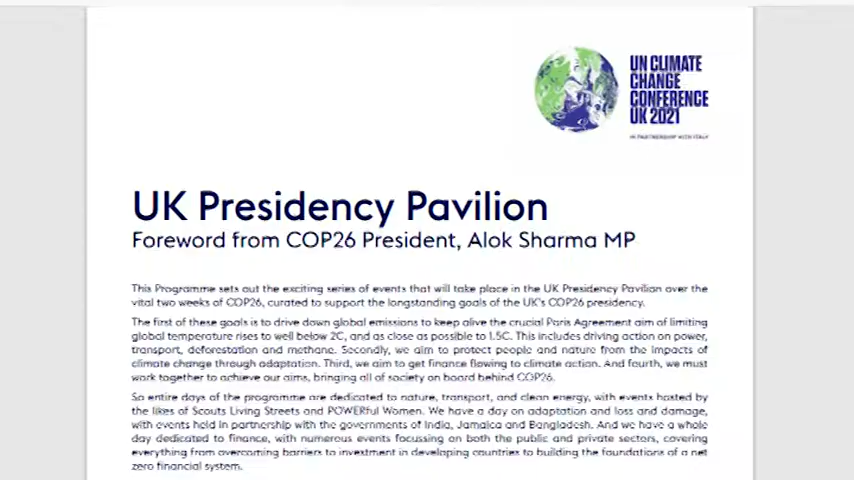 UN CLIMATE
CHANGE
CONFERENCE
UK 2021
IN PARTNERSHIP WITH ITALY
UK Presidency Pavilion
Foreword from COP26 President, Alok Sharma MP
This Programme sets out the exciting series of events that will take place in the UK Presidency Pavilion over the
vital two weeks of COP26, curated to support the longstanding goals of the UK's COP26 presidency.
The first of these goals is to drive down global emissions to keep alive the crucial Paris Agreement aim of limiting
global temperature rises to well below 2C, and as close as possible to 1.5C. This includes driving action on power,
transport, deforestation and methane. Secondly, we aim to protect people and nature from the impacts of
climate change through adaptation. Third, we aim to get finance flowing to climate action. And fourth, we must
work together to achieve our aims, bringing all of society on board behind COP26.
So entire days of the programme are dedicated to nature, transport, and clean energy, with events hosted by
the likes of Scouts Living Streets and POWERful Women. We have a day on adaptation and loss and damage,
with events held in partnership with the governments of India, Jamaica and Bangladesh. And we have a whole
day dedicated to finance, with numerous events focussing on both the public and private sectors, covering
everything from overcoming barriers to investment in developing countries to building the foundations of a net
zero financial system.